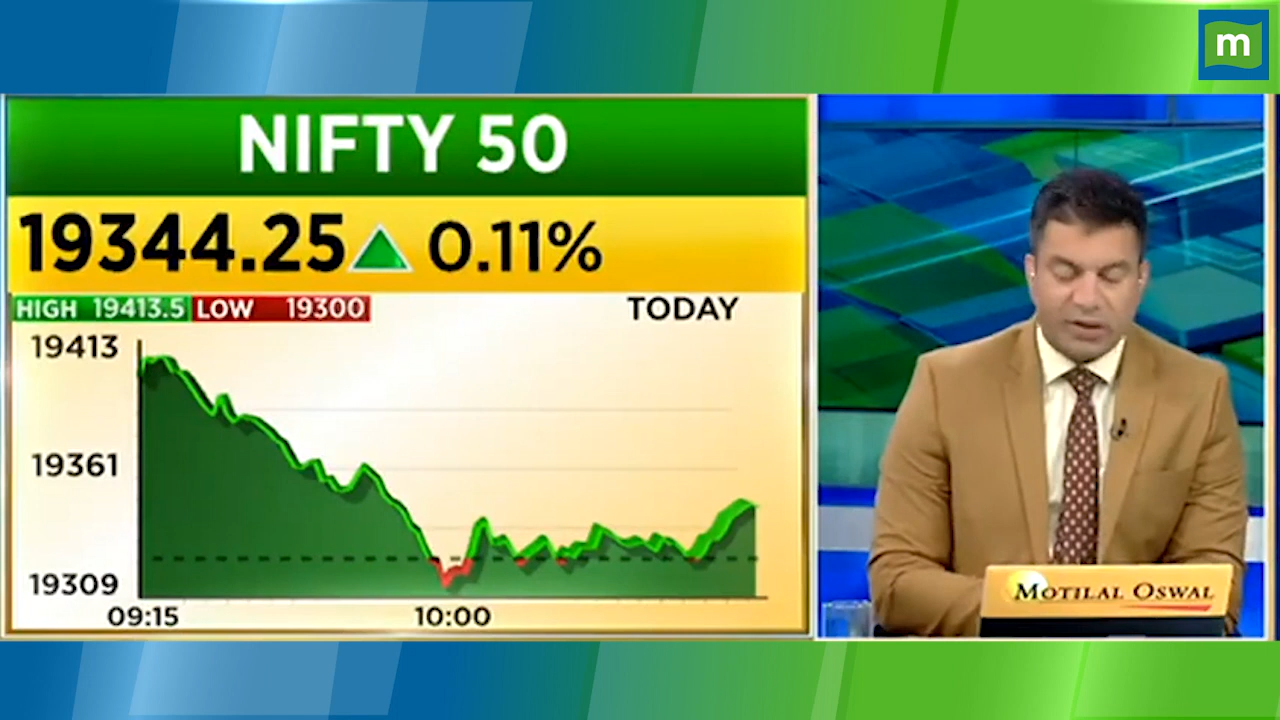 m
NIFTY 50
19344.25 0.11%
HIGH 19413.5 LOW 19300 TODAY
19413
19361
19309
09:15 10:00
MOTILAL OSWAL